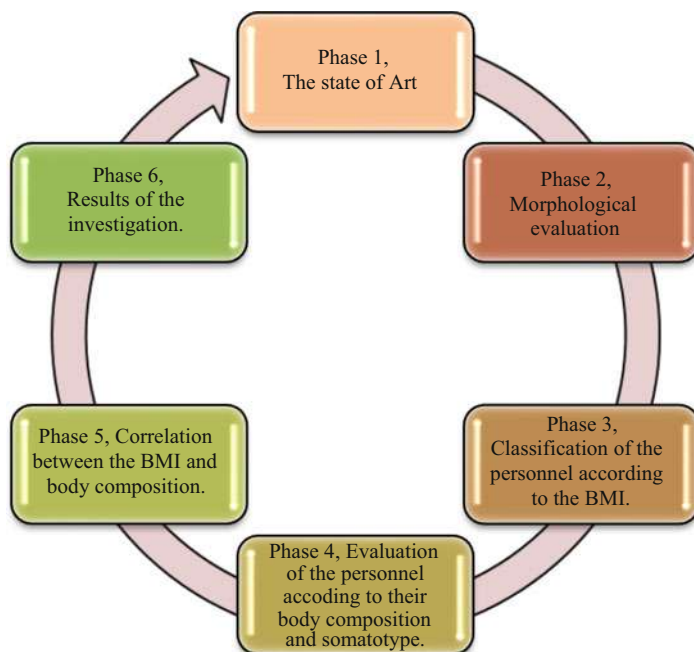 Phase 1,
The state of Art
Phase 2,
Morphological
evaluation
Phase 3,
Classification of the
personnel according
to the BMI.
Phase 4, Evaluation
of the personnel
accoding to their
body composition
and somatotype.
Phase 5, Correlation
between the BMI and
body composition.
Phase 6,
Results of the
investigation.